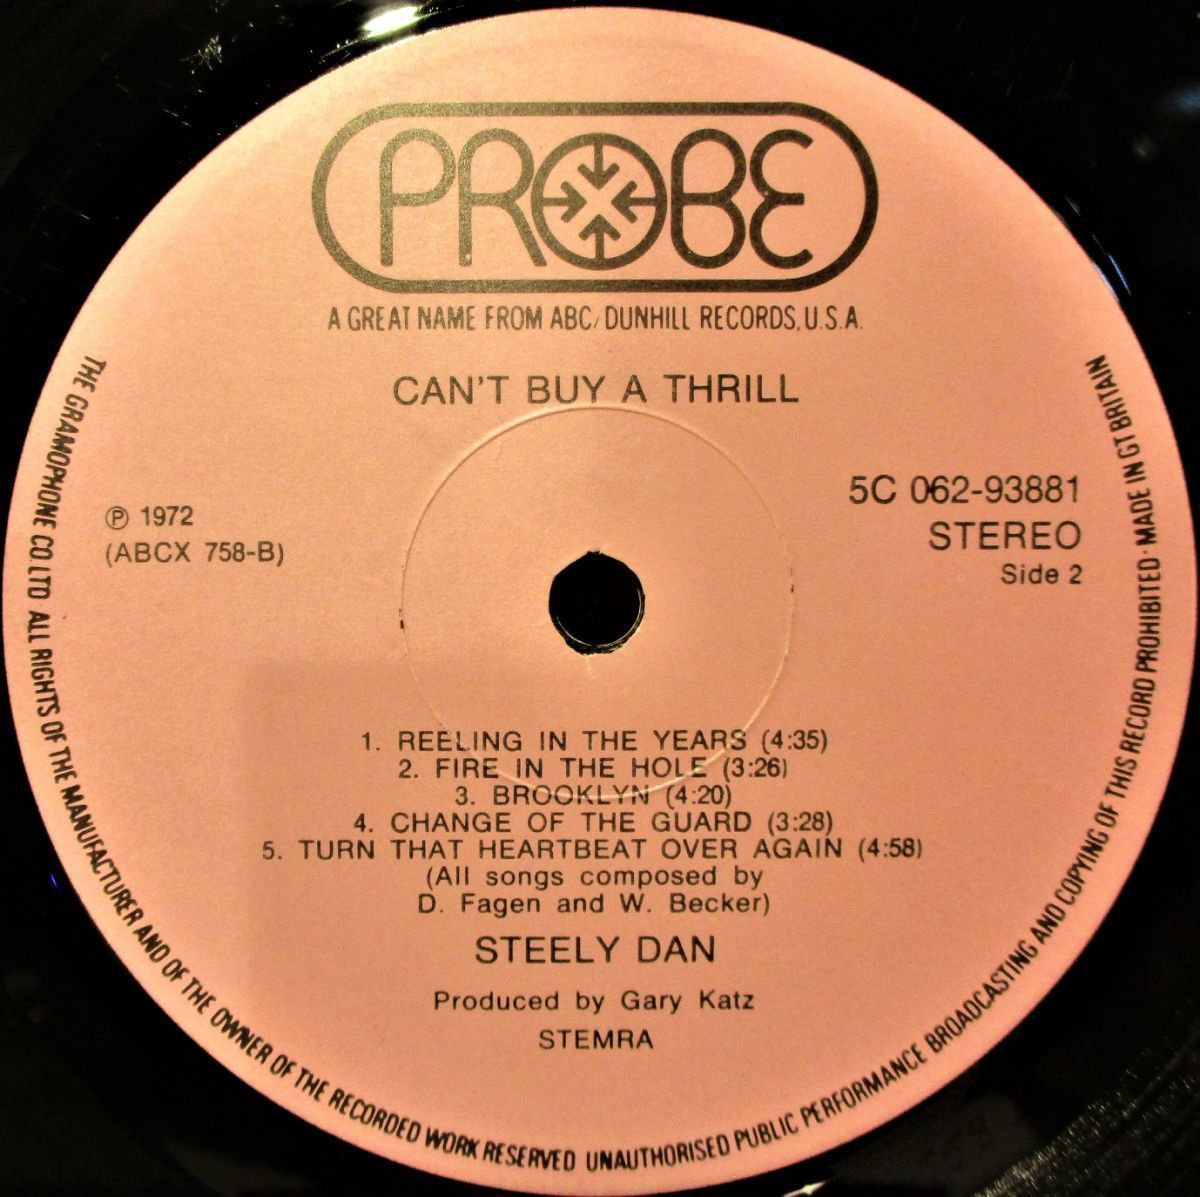 PROBE
A GREAT NAME FROM ABC/DUNHILL RECORDS, U.S.A.
CAN'T BUY A THRILL
℗ 1972
(ABCX 758-B)
5C 062-93881
STEREO
Side 2
1. REELING IN THE YEARS (4:35)
2. FIRE IN THE HOLE (3:26)
3. BROOKLYN (4:20)
4. CHANGE OF THE GUARD (3:28)
5. TURN THAT HEARTBEAT OVER AGAIN (4:58)
(All songs composed by
D. Fagen and W. Becker)
STEELY DAN
Produced by Gary Katz
STEMRA
THE GRAMOPHONE CO LTD ALL RIGHTS OF THE MANUFACTURER AND OF THE OWNER OF THE RECORDED WORK RESERVED UNAUTHORISED PUBLIC PERFORMANCE BROADCASTING AND COPYING OF THIS RECORD PROHIBITED · MADE IN GT BRITAIN